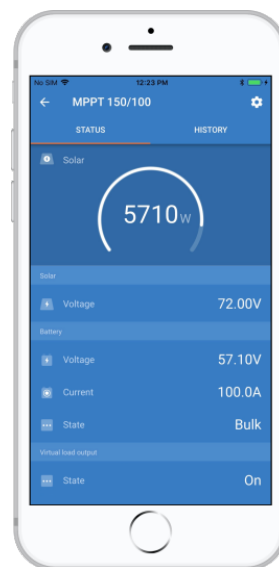 No SIM 12:23 PM
MPPT 150/100
STATUS HISTORY
Solar
5710W
Solar
Voltage 72.00V
Battery
Voltage 57.10V
Current 100.0A
State Bulk
Virtual load output
State On